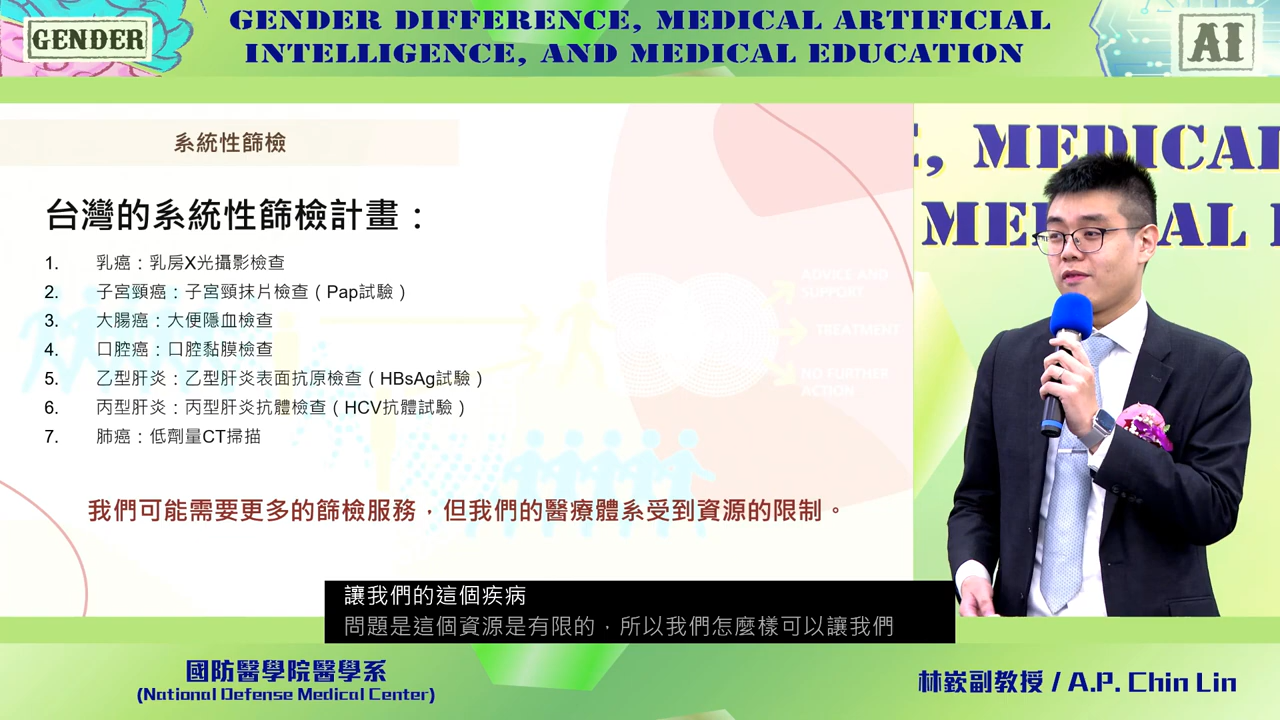 GENDER
GENDER DIFFERENCE, MEDICAL ARTIFICIAL
INTELLIGENCE, AND MEDICAL EDUCATION
AI
系統性篩檢
台灣的系統性篩檢計畫：
1. 乳癌：乳房X光攝影檢查
2. 子宮頸癌：子宮頸抹片檢查（Pap試驗）
3. 大腸癌：大便隱血檢查
4. 口腔癌：口腔黏膜檢查
5. 乙型肝炎：乙型肝炎表面抗原檢查（HBsAg試驗）
6. 丙型肝炎：丙型肝炎抗體檢查（HCV抗體試驗）
7. 肺癌：低劑量CT掃描
ADVICE AND
SUPPORT
TREATMENT
NO FURTHER
ACTION
我們可能需要更多的篩檢服務，但我們的醫療體系受到資源的限制。
E, MEDICAL
MEDICAL
讓我們的這個疾病
問題是這個資源是有限的，所以我們怎麼樣可以讓我們
國防醫學院醫學系
(National Defense Medical Center)
林嶔副教授 / A.P. Chin Lin